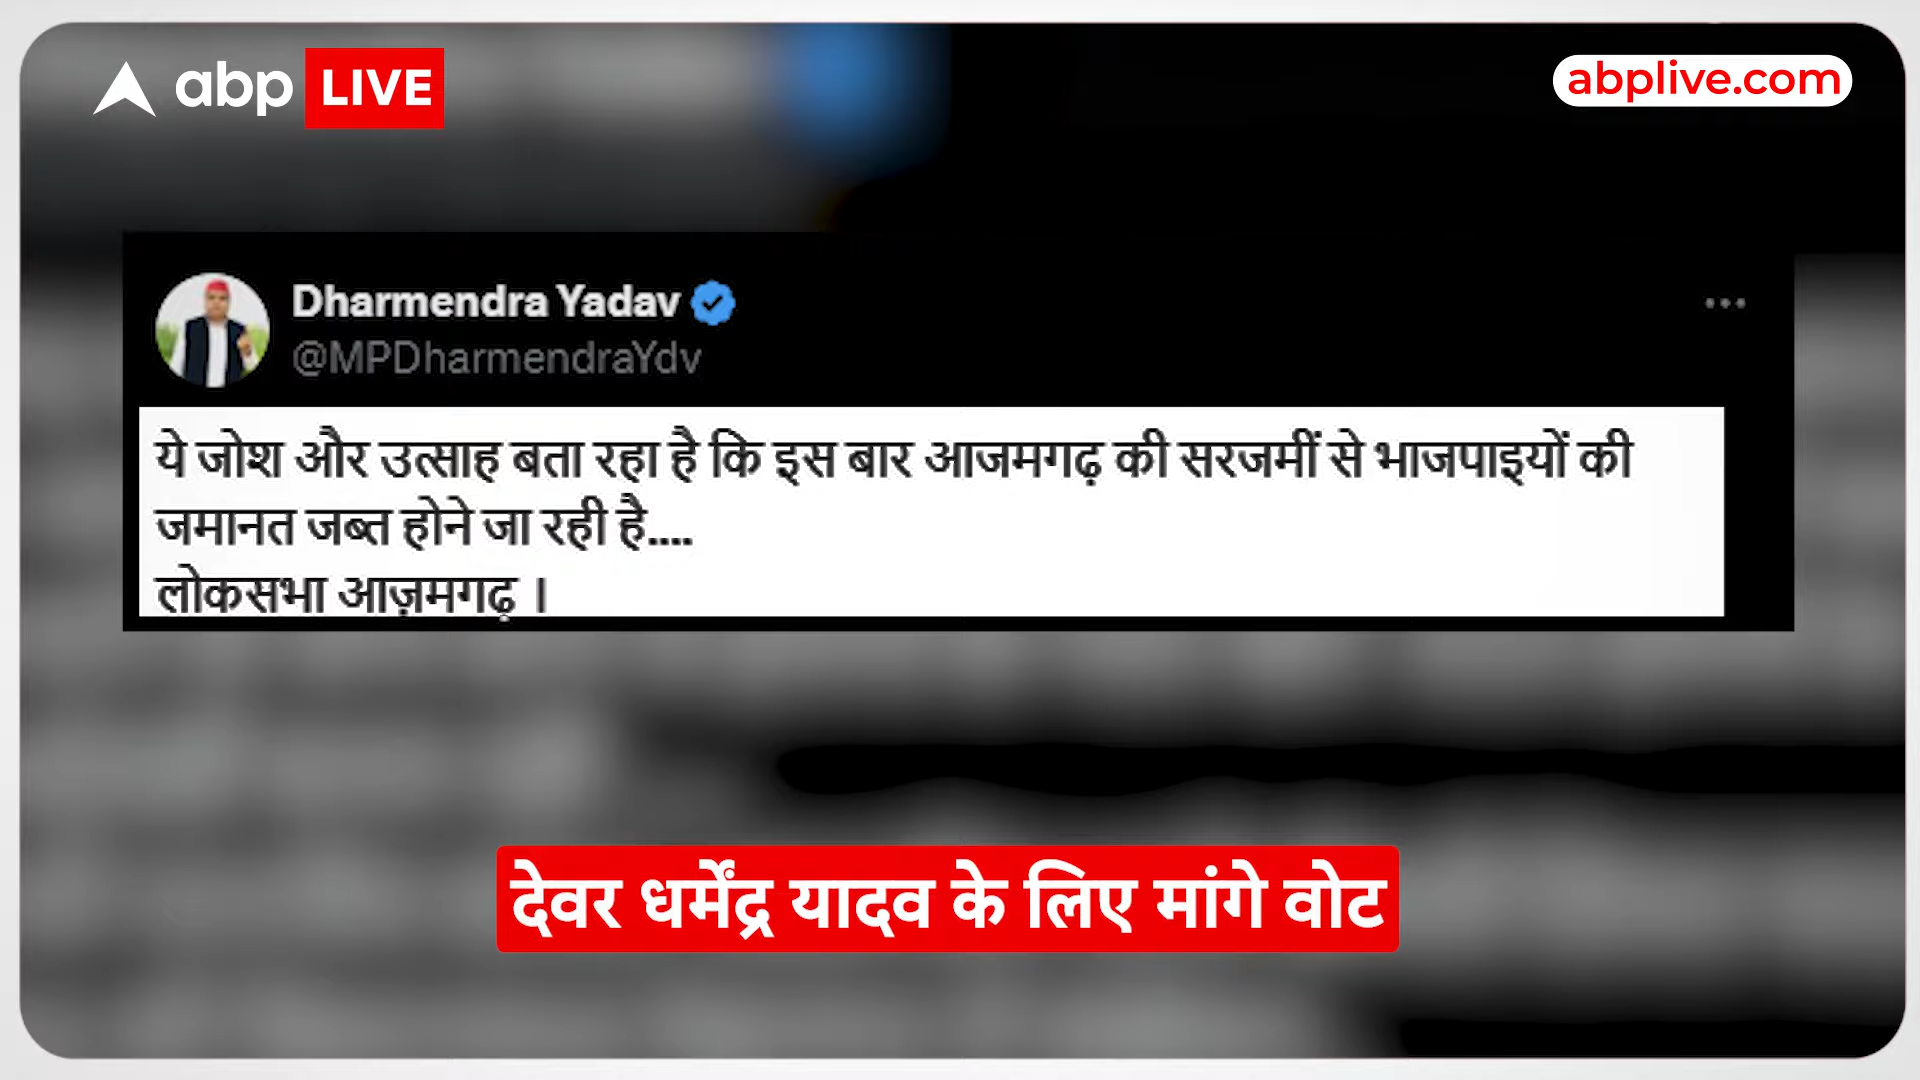 abp LIVE
abplive.com
Dharmendra Yadav
@MPDharmendraYdv
ये जोश और उत्साह बता रहा है कि इस बार आजमगढ़ की सरजमीं से भाजपाइयों की
जमानत जब्त होने जा रही है....
लोकसभा आज़मगढ़ ।
देवर धर्मेंद्र यादव के लिए मांगे वोट